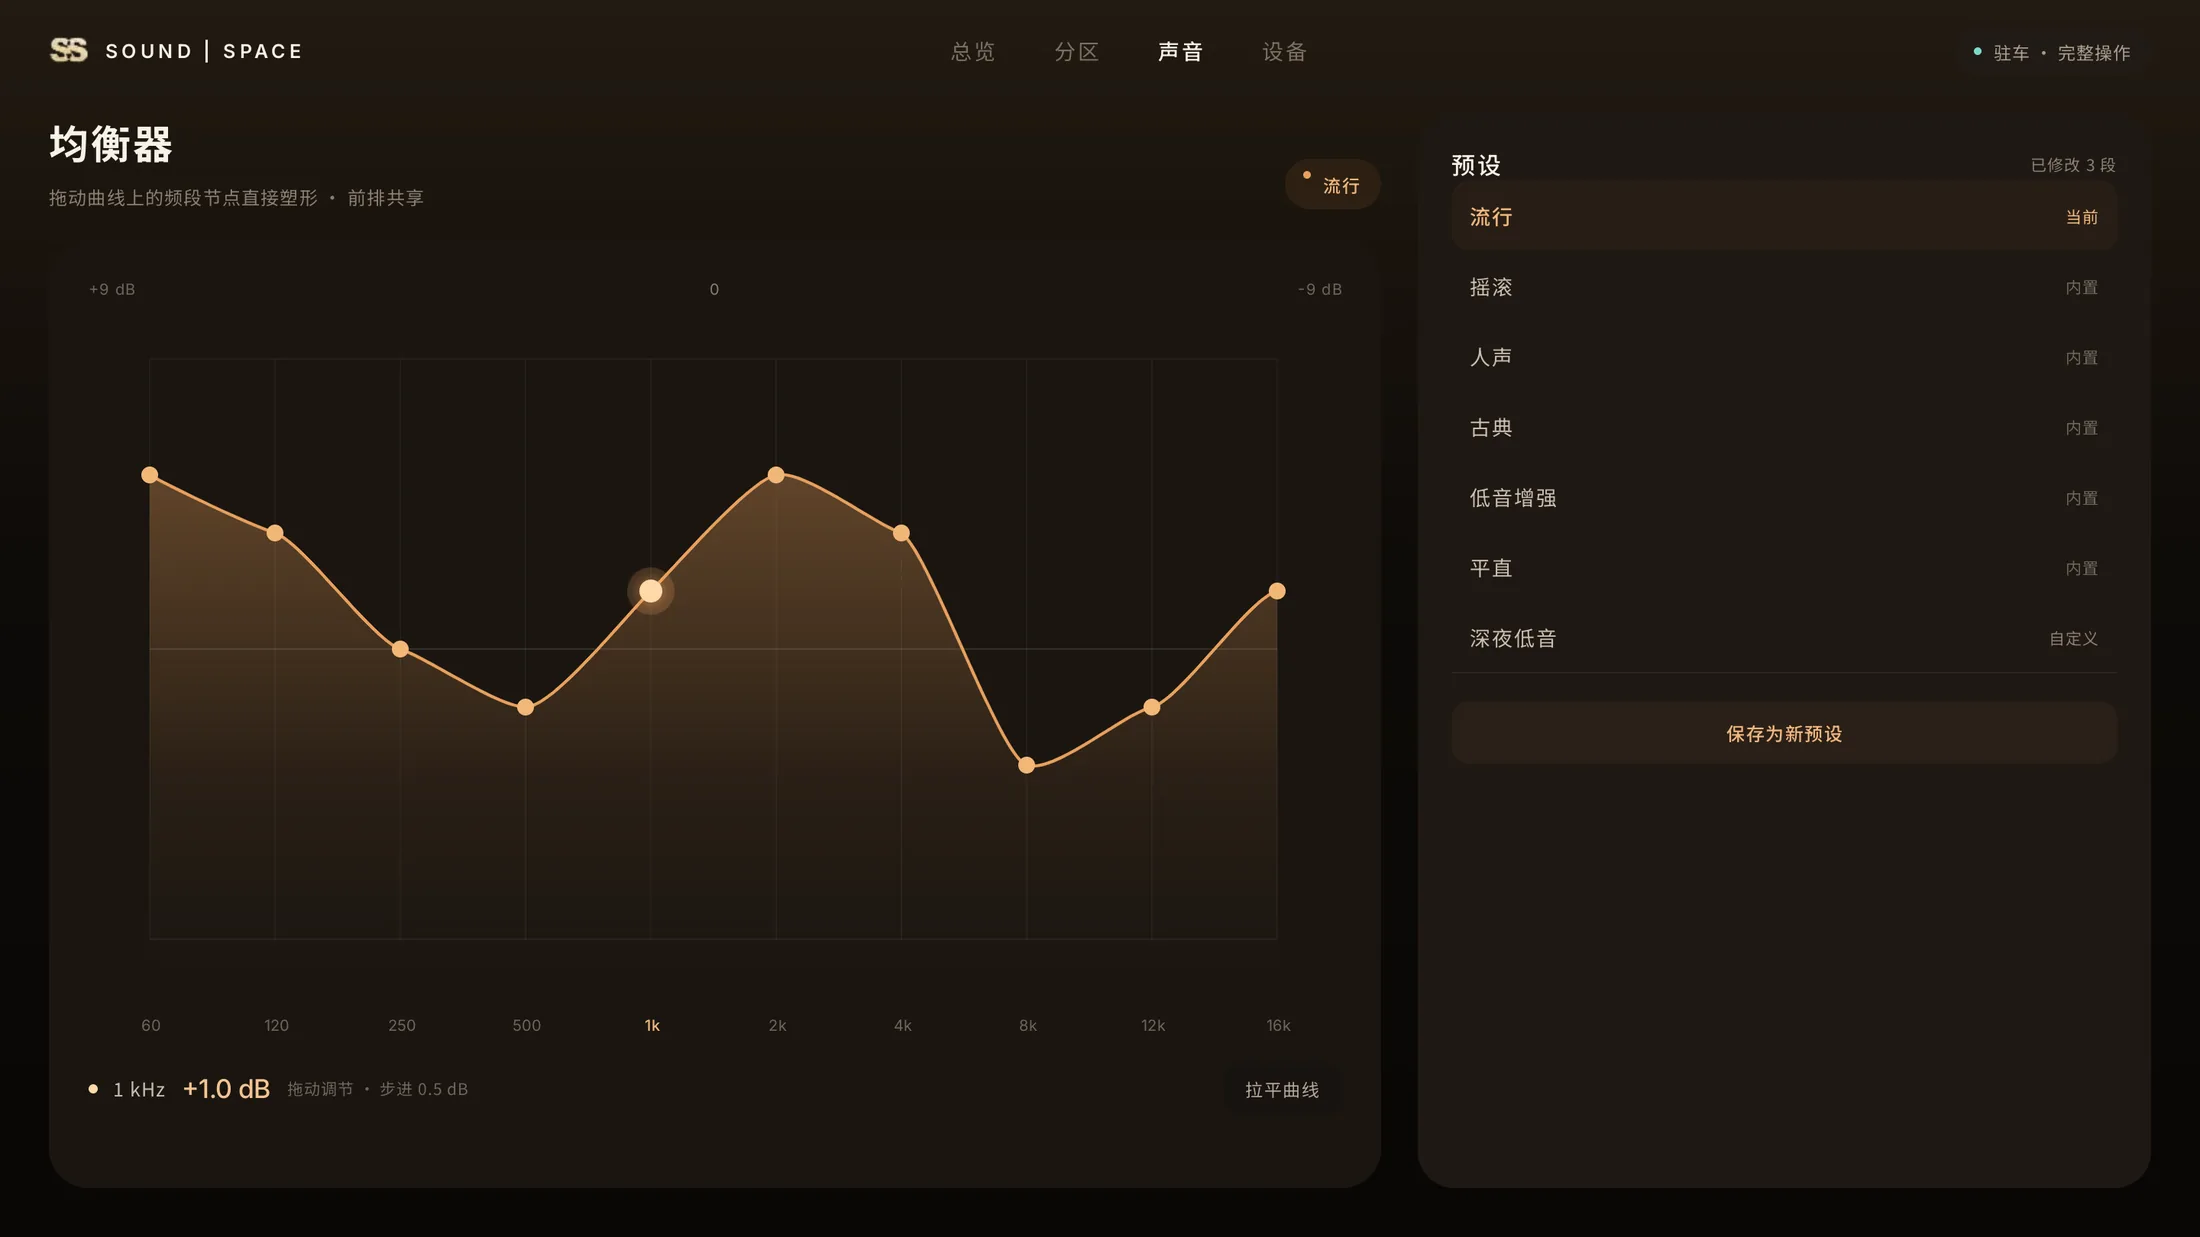 SS SOUND | SPACE
总览 分区 声音 设备
驻车 · 完整操作
均衡器
拖动曲线上的频段节点直接塑形 · 前排共享
流行
+9 dB 0 -9 dB
60 120 250 500 1k 2k 4k 8k 12k 16k
1 kHz +1.0 dB 拖动调节 · 步进 0.5 dB
拉平曲线
预设 已修改 3 段
流行 当前
摇滚 内置
人声 内置
古典 内置
低音增强 内置
平直 内置
深夜低音 自定义
保存为新预设